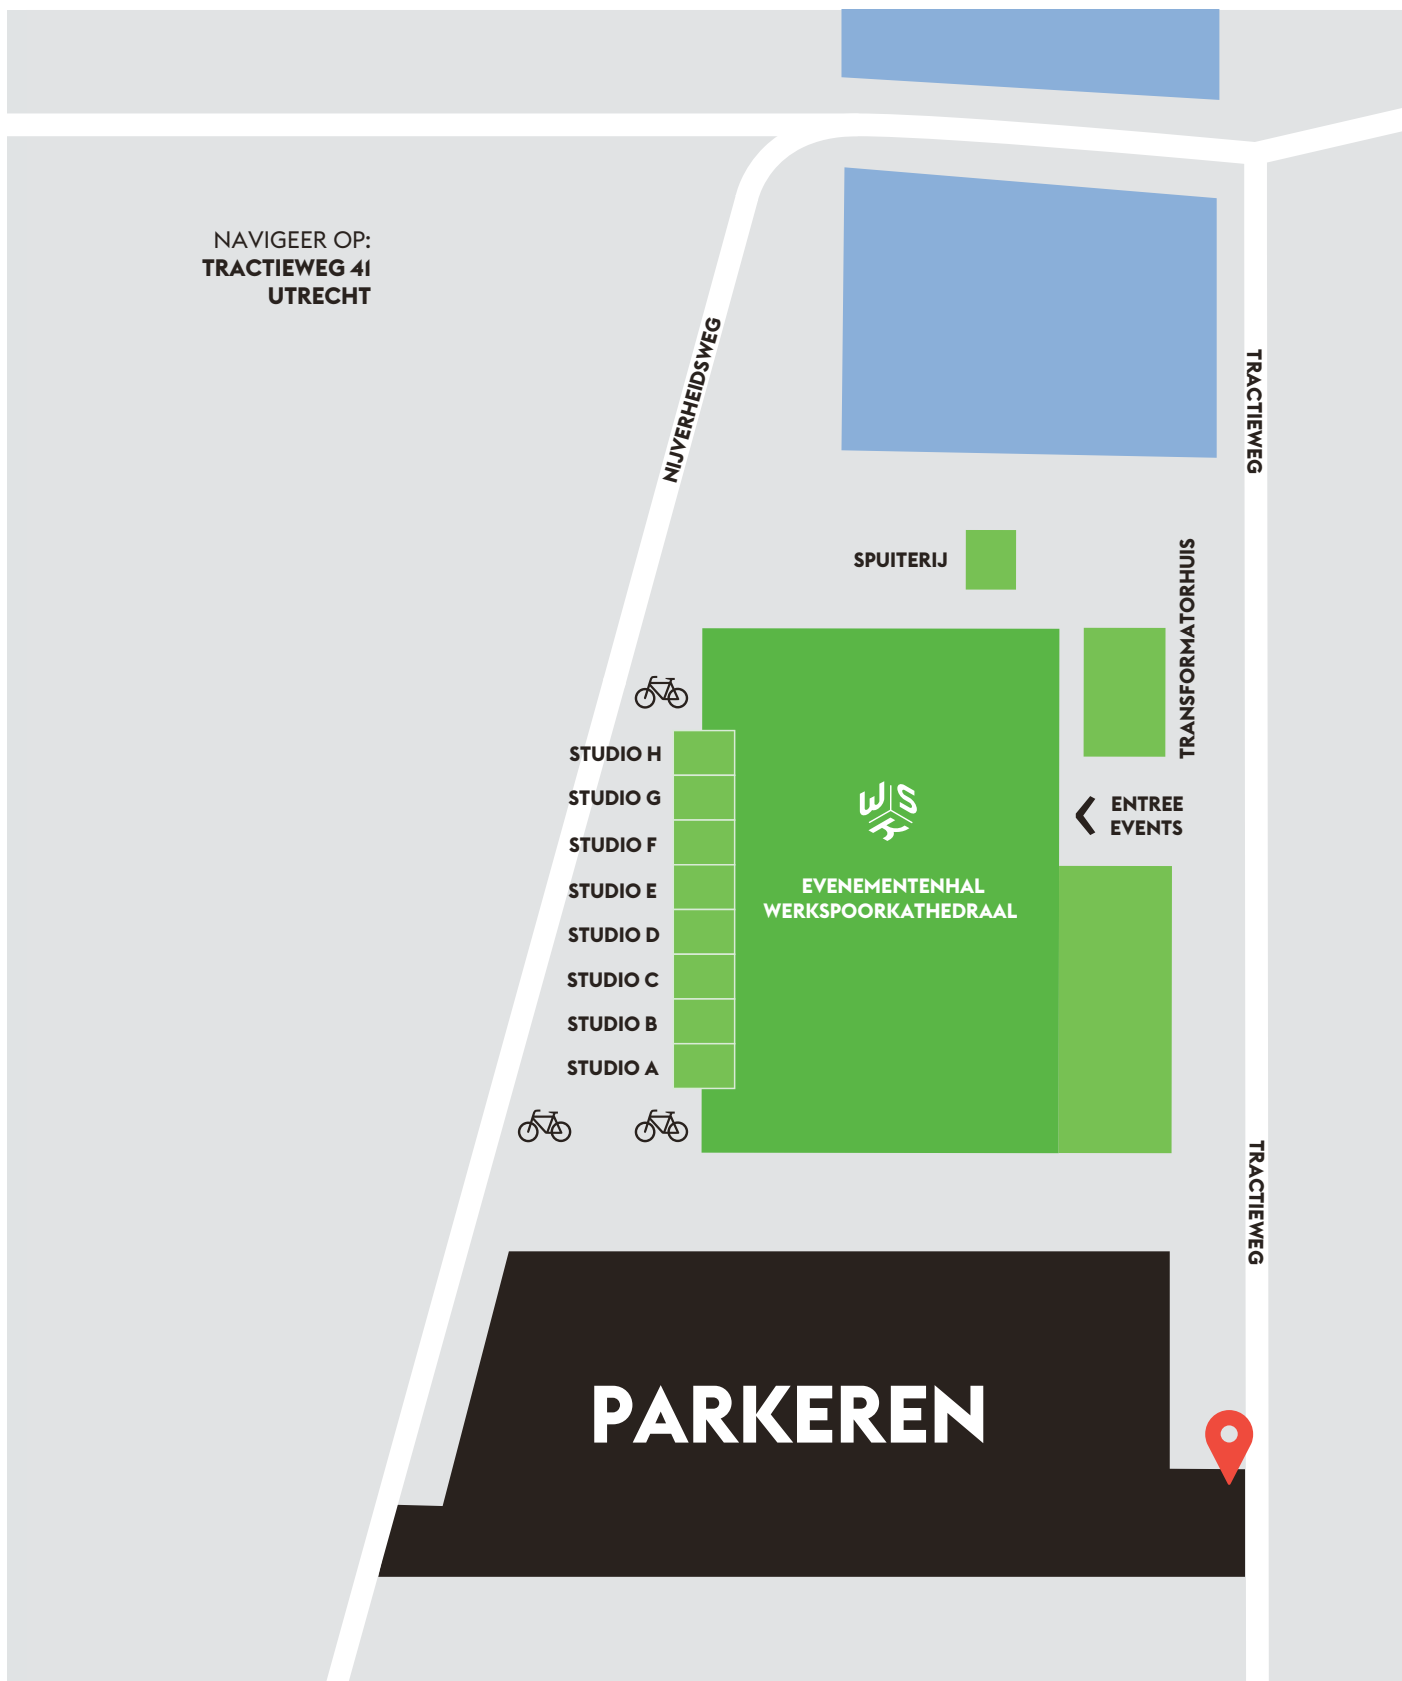 NAVIGEER OP:
TRACTIEWEG 41
UTRECHT
NIJVERHEIDSWEG
TRACTIEWEG
SPUITERIJ
TRANSFORMATORHUIS
STUDIO H
STUDIO G
STUDIO F
STUDIO E
STUDIO D
STUDIO C
STUDIO B
STUDIO A
WSK
EVENEMENTENHAL
WERKSPOORKATHEDRAAL
ENTREE
EVENTS
TRACTIEWEG
PARKEREN